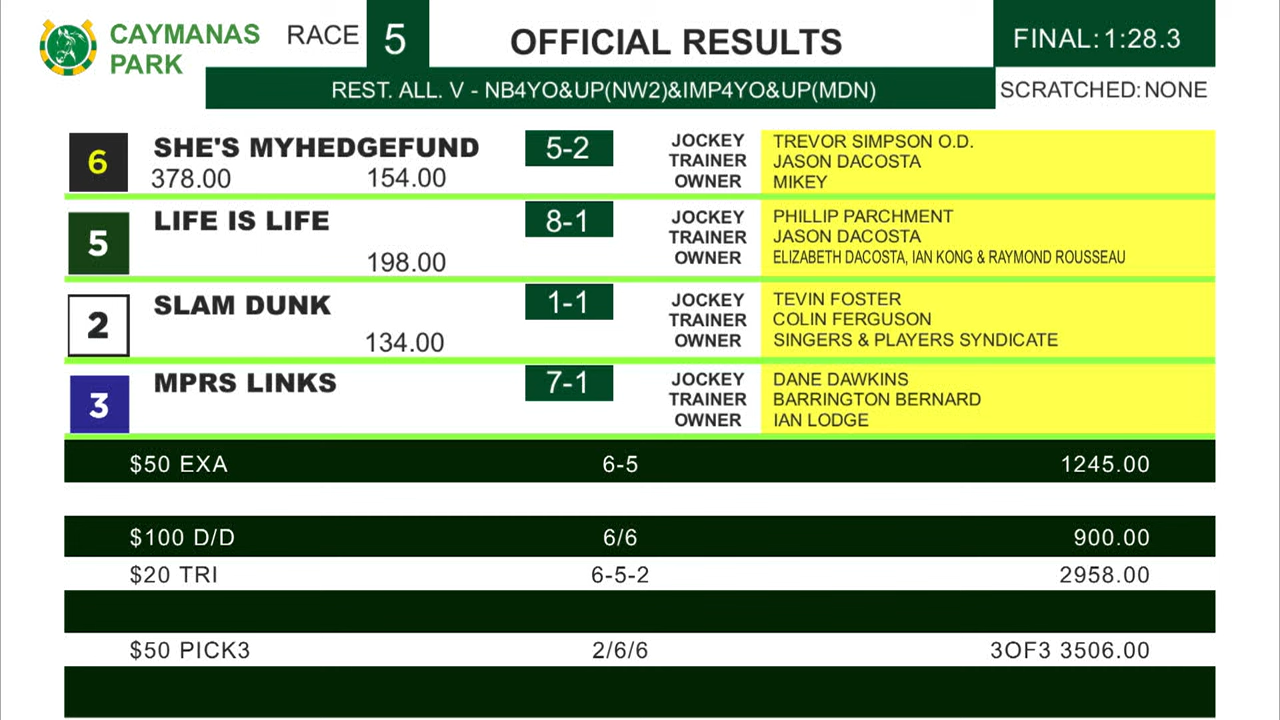 CAYMANAS PARK
RACE 5
OFFICIAL RESULTS
FINAL: 1:28.3
REST. ALL. V - NB4YO&UP(NW2)&IMP4YO&UP(MDN)
SCRATCHED: NONE
6 SHE'S MYHEDGEFUND 5-2
378.00 154.00
JOCKEY TREVOR SIMPSON O.D.
TRAINER JASON DACOSTA
OWNER MIKEY
5 LIFE IS LIFE 8-1
198.00
JOCKEY PHILLIP PARCHMENT
TRAINER JASON DACOSTA
OWNER ELIZABETH DACOSTA, IAN KONG & RAYMOND ROUSSEAU
2 SLAM DUNK 1-1
134.00
JOCKEY TEVIN FOSTER
TRAINER COLIN FERGUSON
OWNER SINGERS & PLAYERS SYNDICATE
3 MPRS LINKS 7-1
JOCKEY DANE DAWKINS
TRAINER BARRINGTON BERNARD
OWNER IAN LODGE
$50 EXA 6-5 1245.00
$100 D/D 6/6 900.00
$20 TRI 6-5-2 2958.00
$50 PICK3 2/6/6 3OF3 3506.00